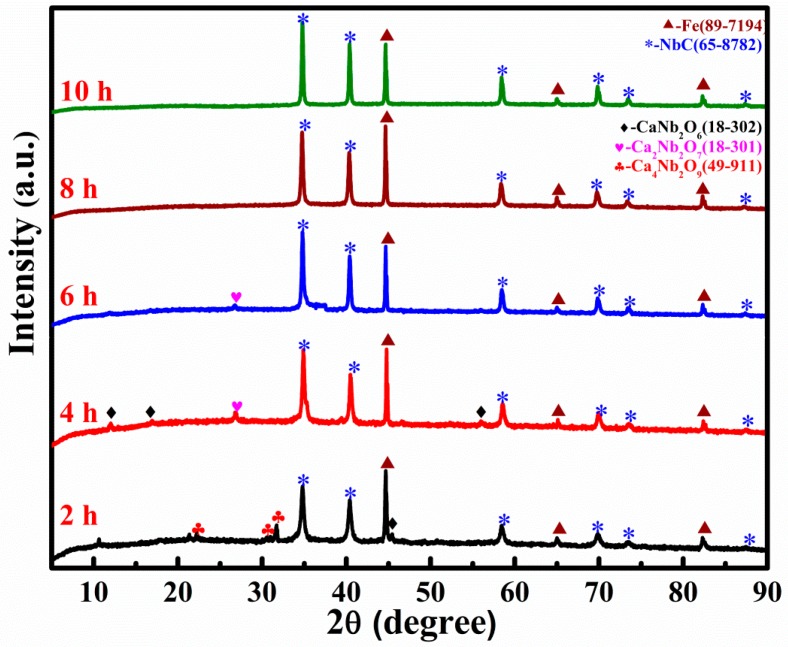 ▲-Fe(89-7194)
*-NbC(65-8782)
10 h
♦-CaNb₂O₆(18-302)
♥-Ca₂Nb₂O₇(18-301)
♣-Ca₄Nb₂O₉(49-911)
8 h
6 h
4 h
2 h
Intensity (a.u.)
10 20 30 40 50 60 70 80 90
2θ (degree)